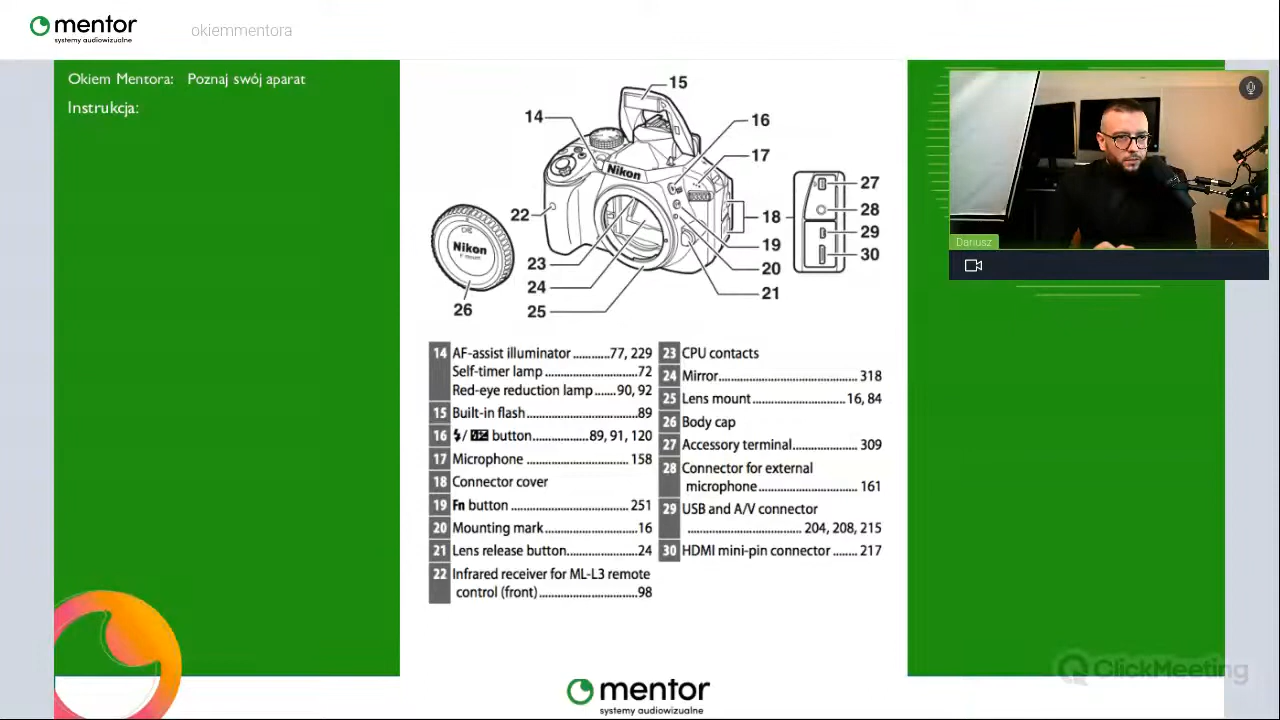 mentor
systemy audiowizualne
okiemmentora
Okiem Mentora: Poznaj swój aparat
Instrukcja:
15
14
16
17
Nikon
22
18
27
28
29
30
19
20
21
23
24
25
26
Nikon
F mount
14 AF-assist illuminator...........77, 229
Self-timer lamp..............................72
Red-eye reduction lamp.....90, 92
15 Built-in flash..................................89
16 / button.................89, 91, 120
17 Microphone...........................158
18 Connector cover
19 Fn button.................................251
20 Mounting mark...........................16
21 Lens release button....................24
22 Infrared receiver for ML-L3 remote
control (front)..............................98
23 CPU contacts
24 Mirror.......................................318
25 Lens mount.........................16, 84
26 Body cap
27 Accessory terminal...................309
28 Connector for external
microphone............................161
29 USB and A/V connector
................................204, 208, 215
30 HDMI mini-pin connector........217
Dariusz
ClickMeeting
mentor
systemy audiowizualne